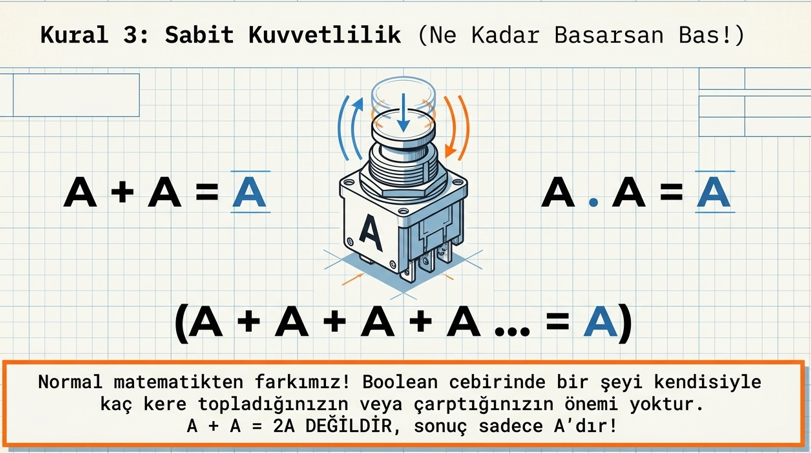 Kural 3: Sabit Kuvvetlilik (Ne Kadar Basarsan Bas!)
A + A = A
A . A = A
A
(A + A + A + A ... = A)
Normal matematikten farkımız! Boolean cebirinde bir şeyi kendisiyle
kaç kere topladığınızın veya çarptığınızın önemi yoktur.
A + A = 2A DEĞİLDİR, sonuç sadece A'dır!